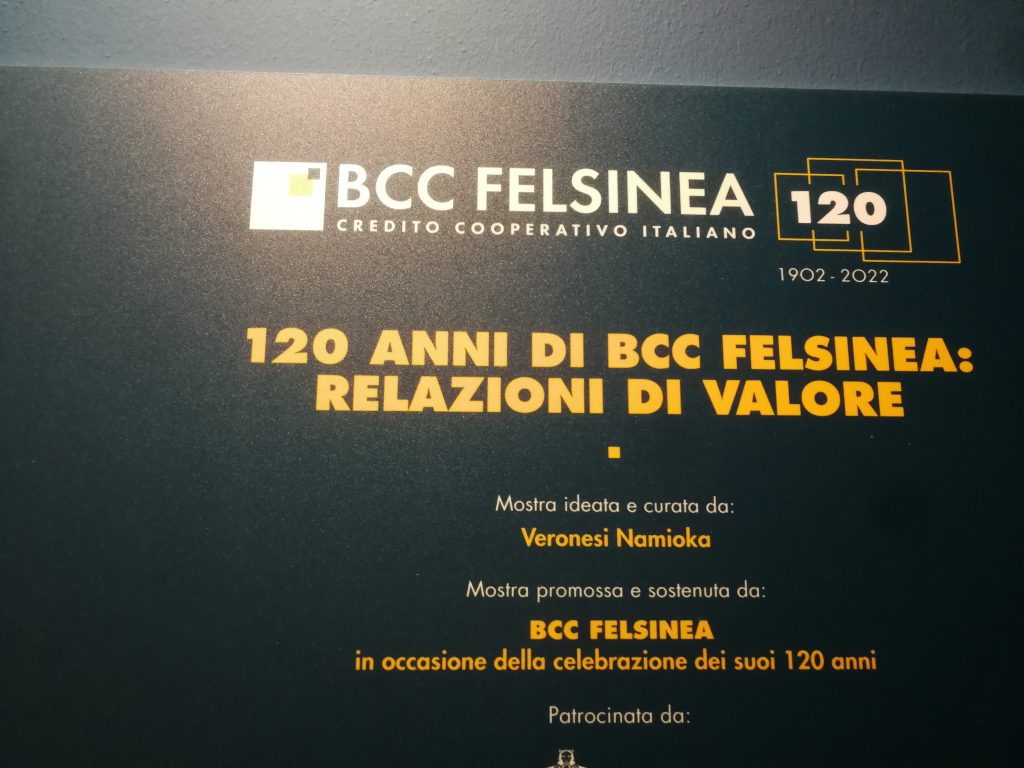 BCC FELSINEA
CREDITO COOPERATIVO ITALIANO
120
1902 - 2022
120 ANNI DI BCC FELSINEA:
RELAZIONI DI VALORE
Mostra ideata e curata da:
Veronesi Namioka
Mostra promossa e sostenuta da:
BCC FELSINEA
in occasione della celebrazione dei suoi 120 anni
Patrocinata da: